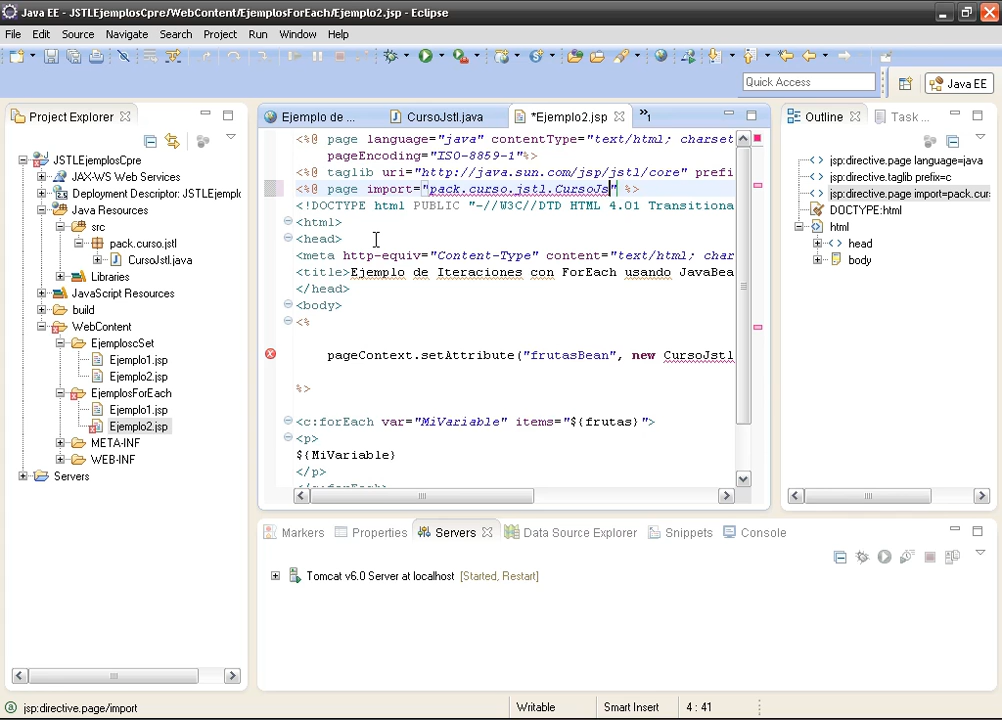 Java EE - JSTLEjemplosCpre/WebContent/EjemplosForEach/Ejemplo2.jsp - Eclipse
File Edit Source Navigate Search Project Run Window Help
Quick Access
Java EE
Project Explorer
JSTLEjemplosCpre
JAX-WS Web Services
Deployment Descriptor: JSTLEjempl
Java Resources
src
pack.curso.jstl
CursoJstl.java
Libraries
JavaScript Resources
build
WebContent
EjemploscSet
Ejemplo1.jsp
Ejemplo2.jsp
EjemplosForEach
Ejemplo1.jsp
Ejemplo2.jsp
META-INF
WEB-INF
Servers
Ejemplo de ...
CursoJstl.java
*Ejemplo2.jsp
»1
<%@ page language="java" contentType="text/html; charset
pageEncoding="ISO-8859-1"%>
<%@ taglib uri="http://java.sun.com/jsp/jstl/core" prefi
<%@ page import="pack.curso.jstl.CursoJs" %>
<!DOCTYPE html PUBLIC "-//W3C//DTD HTML 4.01 Transitiona
<html>
<head>
<meta http-equiv="Content-Type" content="text/html; char
<title>Ejemplo de Iteraciones con ForEach usando JavaBea
</head>
<body>
<%
pageContext.setAttribute("frutasBean", new CursoJstl
%>
<c:forEach var="MiVariable" items="${frutas}">
<p>
${MiVariable}
</p>
</c:forEach>
Outline
Task ...
jsp:directive.page language=java
jsp:directive.taglib prefix=c
jsp:directive.page import=pack.cur
DOCTYPE:html
html
head
body
Markers
Properties
Servers
Data Source Explorer
Snippets
Console
Tomcat v6.0 Server at localhost [Started, Restart]
jsp:directive.page/import
Writable
Smart Insert
4 : 41